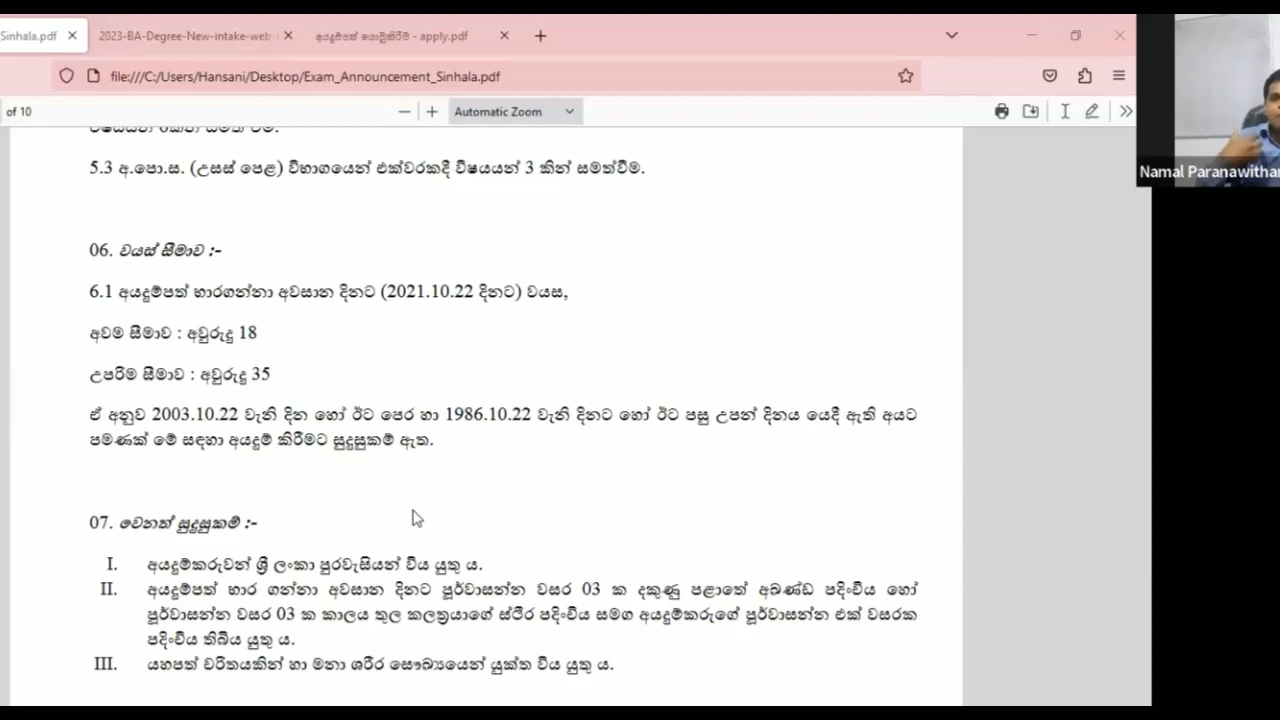 Sinhala.pdf
2023-BA-Degree-New-intake-web-
අයදුම්පත් යොමුකිරීම් - apply.pdf
file:///C:/Users/Hansani/Desktop/Exam_Announcement_Sinhala.pdf
of 10
Automatic Zoom
Namal Paranawithan
5.3 අ.පො.ස. (උසස් පෙළ) විභාගයෙන් එක්වරකදී විෂයයන් 3 කින් සමත්වීම.
06. වයස් සීමාව :-
6.1 අයදුම්පත් භාරගන්නා අවසාන දිනට (2021.10.22 දිනට) වයස,
අවම සීමාව : අවුරුදු 18
උපරිම සීමාව : අවුරුදු 35
ඒ අනුව 2003.10.22 වැනි දින හෝ ඊට පෙර හා 1986.10.22 වැනි දිනට හෝ ඊට පසු උපන් දිනය යෙදී ඇති අයට
පමණක් මේ සඳහා අයදුම් කිරීමට සුදුසුකම් ඇත.
07. වෙනත් සුදුසුකම් :-
I. අයදුම්කරුවන් ශ්‍රී ලංකා පුරවැසියන් විය යුතු ය.
II. අයදුම්පත් භාර ගන්නා අවසාන දිනට පූර්වාසන්න වසර 03 ක දකුණු පළාතේ අඛණ්ඩ පදිංචිය හෝ
පූර්වාසන්න වසර 03 ක කාලය තුල කලත්‍රයාගේ ස්ථිර පදිංචිය සමග අයදුම්කරුගේ පූර්වාසන්න එක් වසරක
පදිංචිය තිබිය යුතු ය.
III. යහපත් චරිතයකින් හා මනා ශරීර සෞඛ්‍යයෙන් යුක්ත විය යුතු ය.